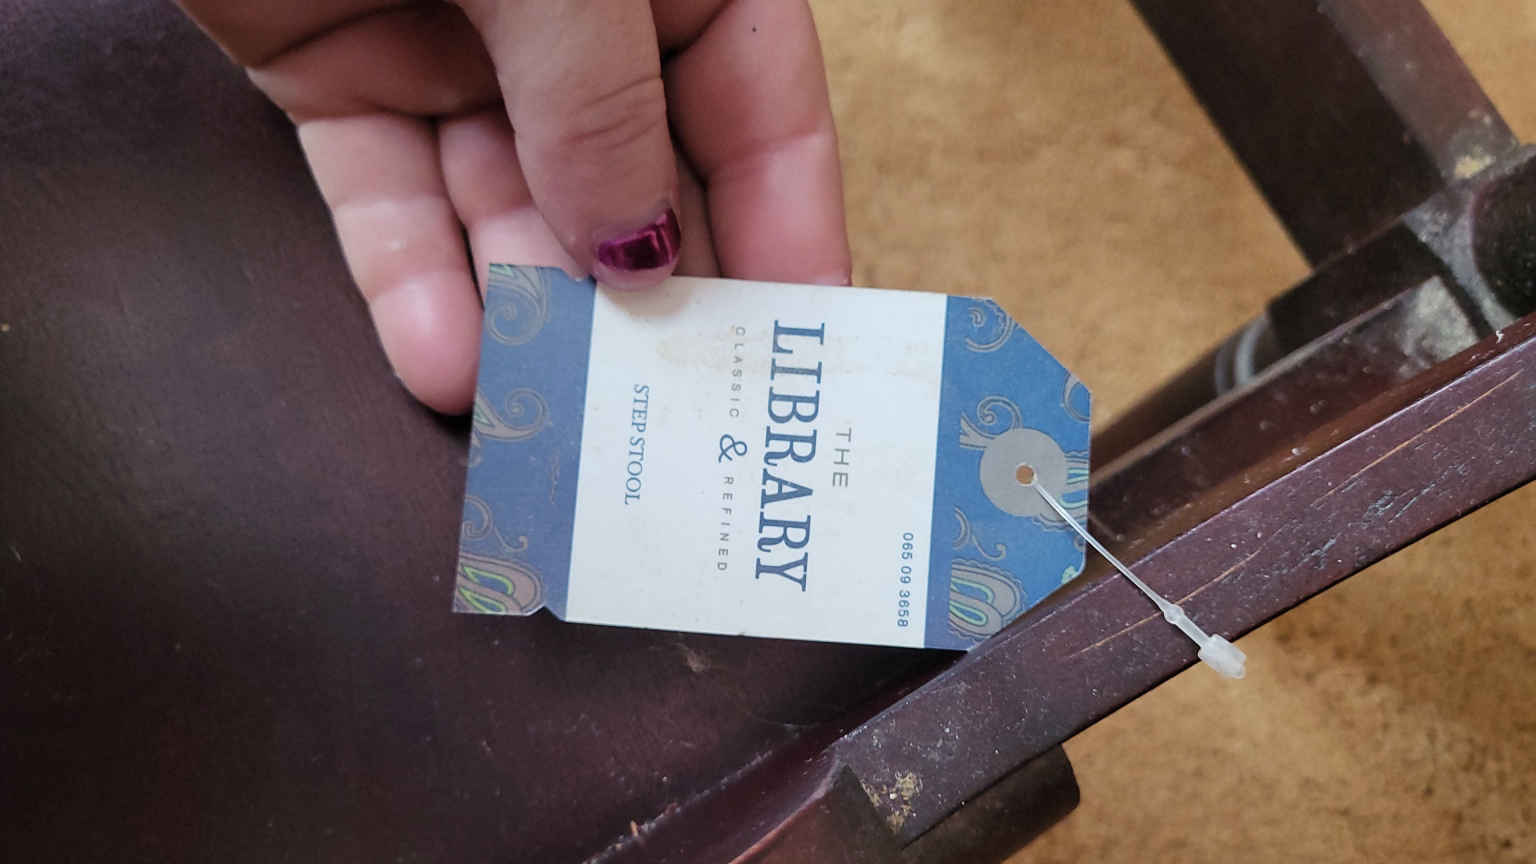 065 09 3658
THE
LIBRARY
CLASSIC & REFINED
STEP STOOL